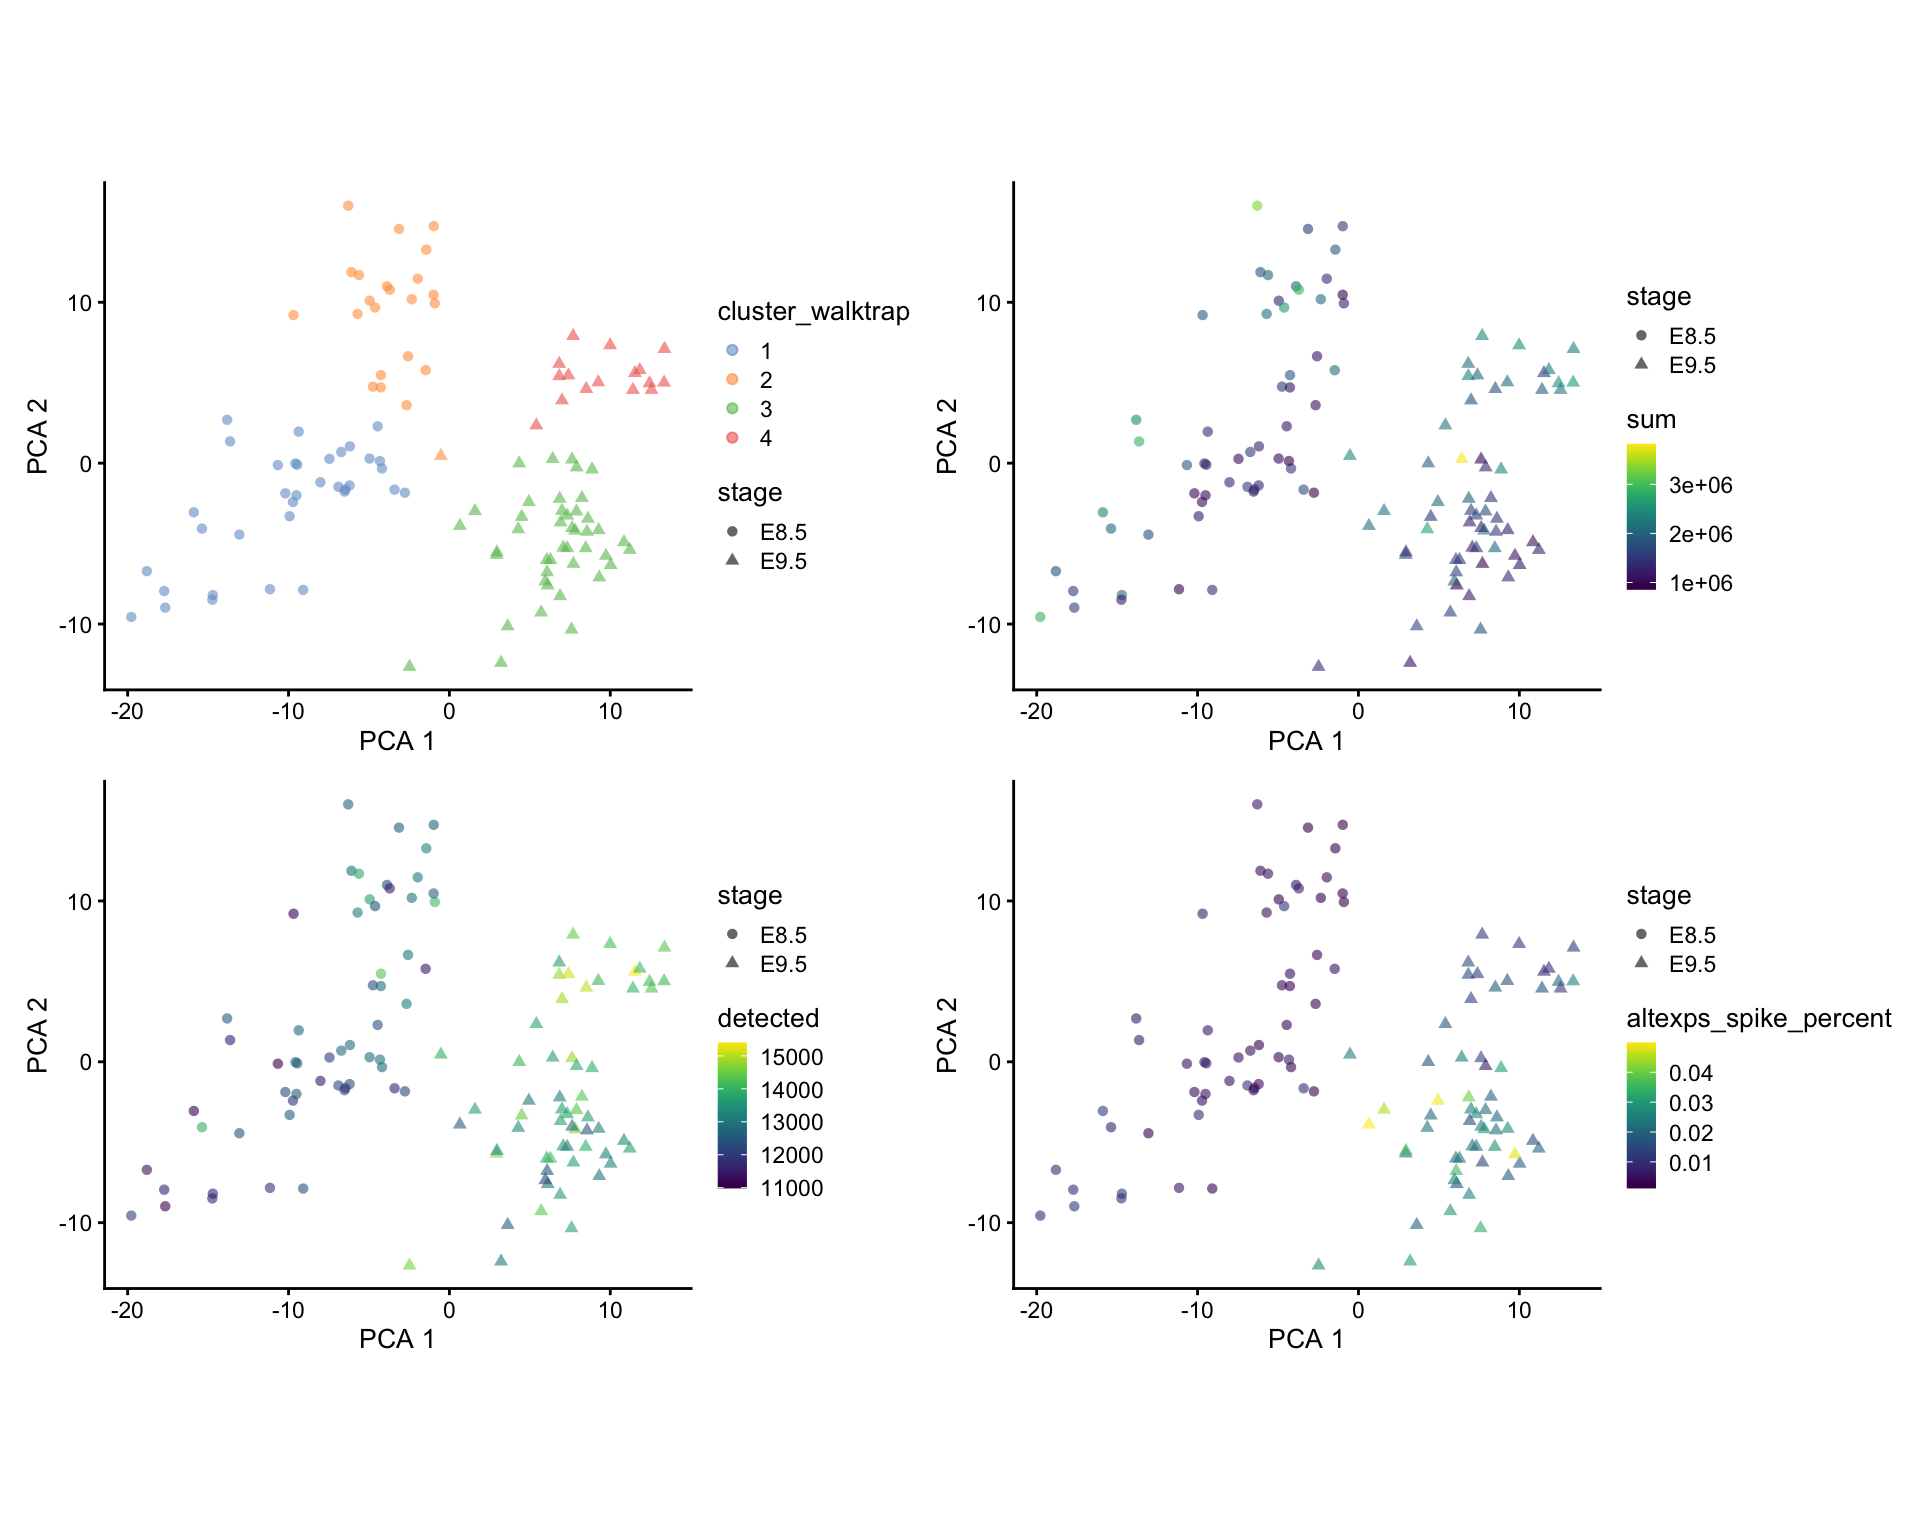 10
0
-10
-20
-10
0
10
PCA 1
PCA 2
cluster_walktrap
1
2
3
4
stage
E8.5
E9.5
10
0
-10
-20
-10
0
10
PCA 1
PCA 2
stage
E8.5
E9.5
sum
3e+06
2e+06
1e+06
10
0
-10
-20
-10
0
10
PCA 1
PCA 2
stage
E8.5
E9.5
detected
15000
14000
13000
12000
11000
10
0
-10
-20
-10
0
10
PCA 1
PCA 2
stage
E8.5
E9.5
altexps_spike_percent
0.04
0.03
0.02
0.01